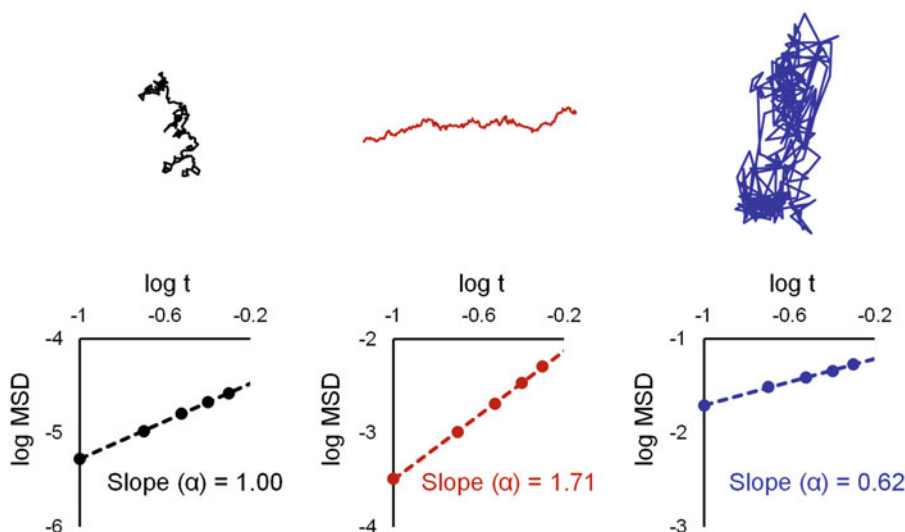 log t
-1 -0.6 -0.2
-4
-5
-6
log MSD
Slope (α) = 1.00
log t
-1 -0.6 -0.2
-2
-3
-4
log MSD
Slope (α) = 1.71
log t
-1 -0.6 -0.2
-1
-2
-3
log MSD
Slope (α) = 0.62